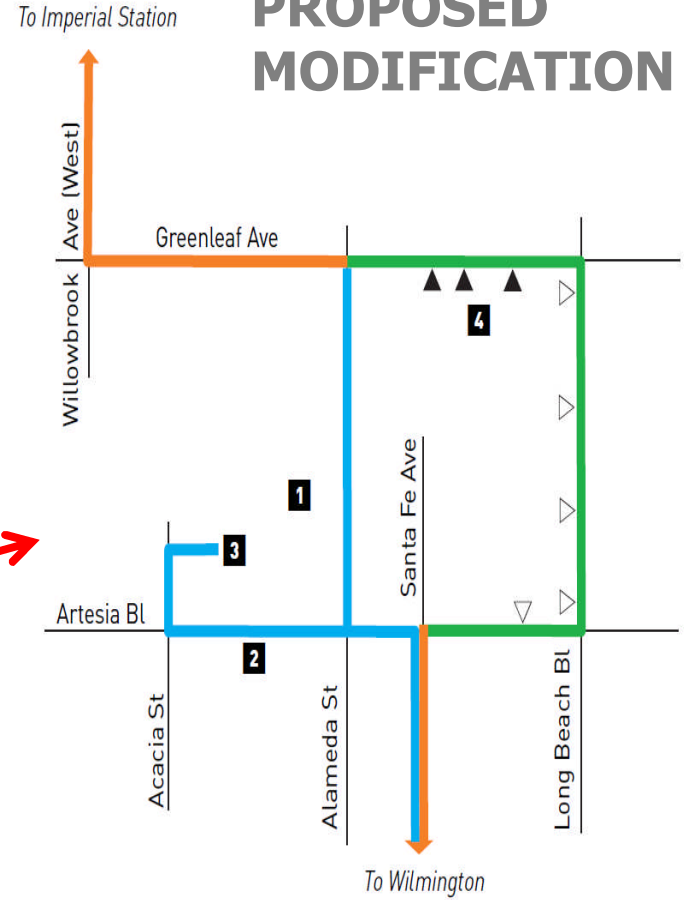 To Imperial Station
PROPOSED
MODIFICATION
Willowbrook Ave (West)
Greenleaf Ave
4
1
Santa Fe Ave
3
Artesia Bl
2
Acacia St
Alameda St
Long Beach Bl
To Wilmington